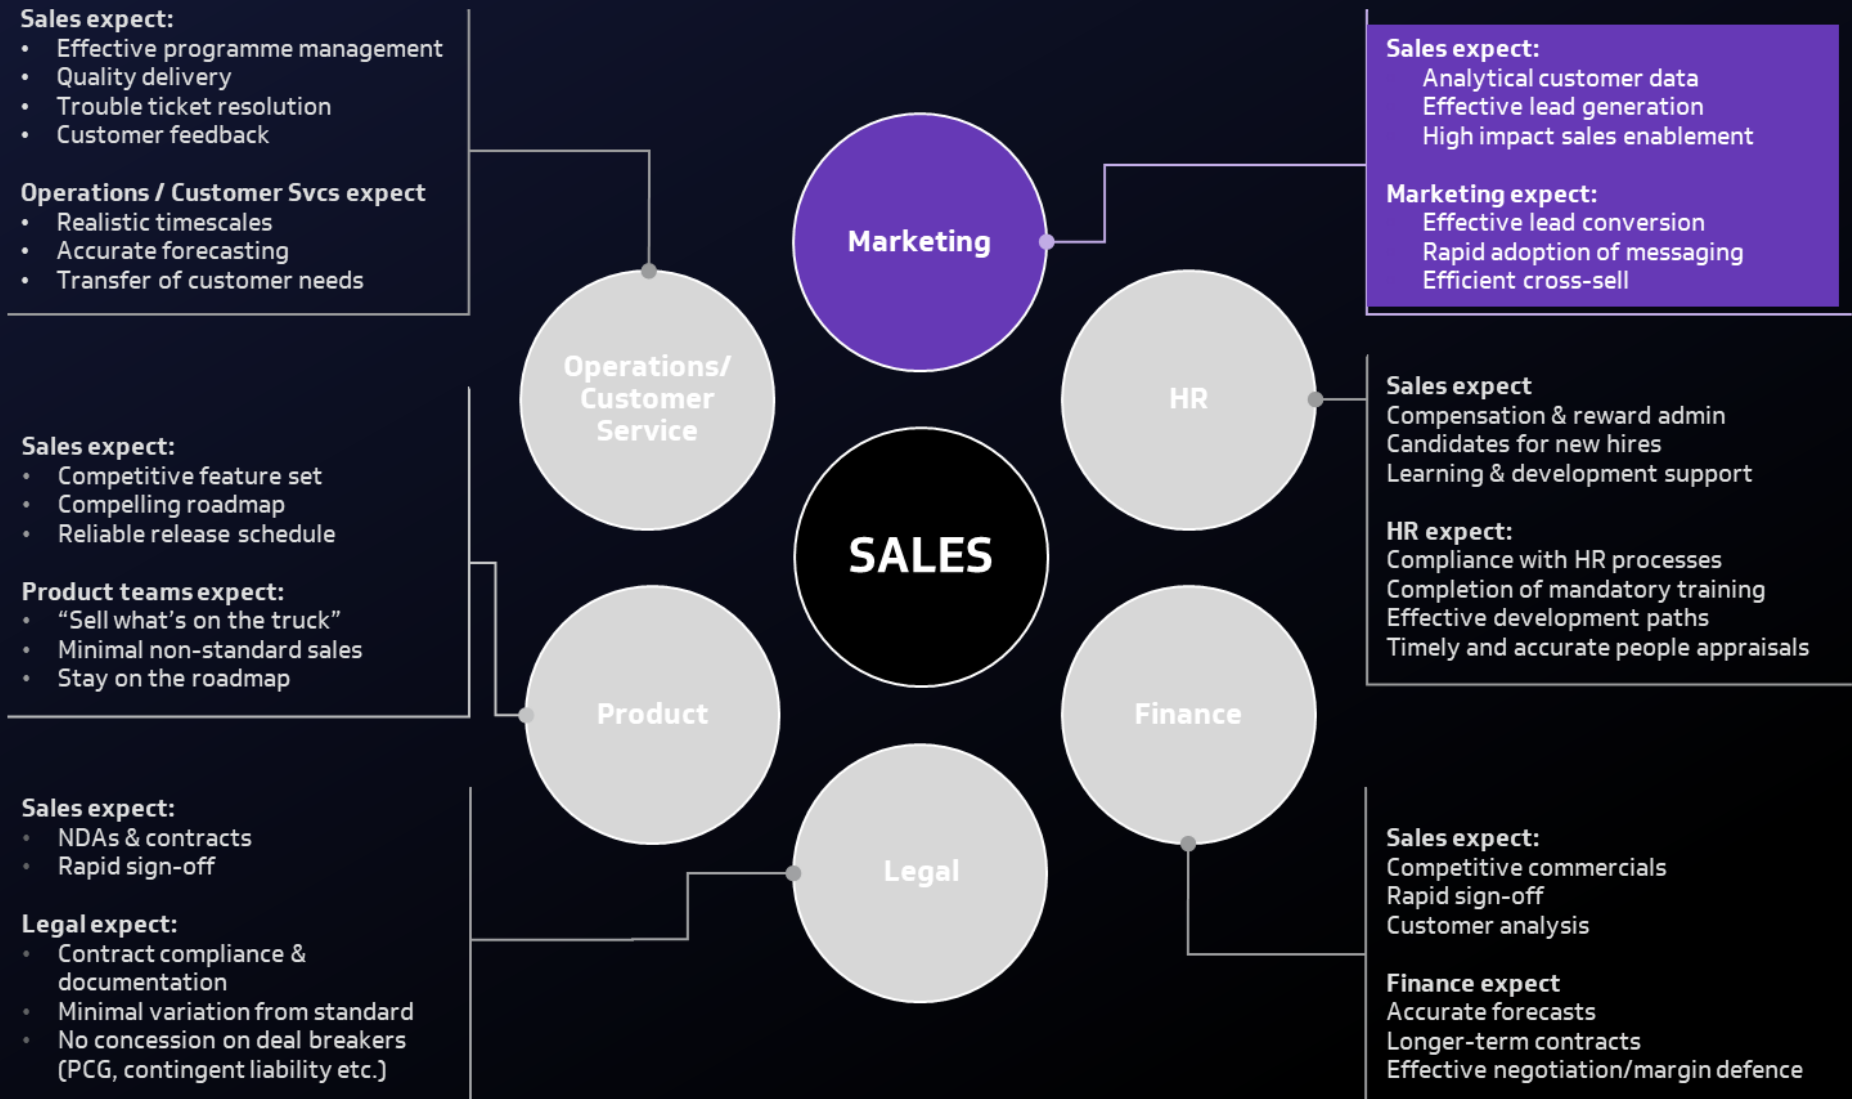 Sales expect:
• Effective programme management
• Quality delivery
• Trouble ticket resolution
• Customer feedback
Operations / Customer Svcs expect
• Realistic timescales
• Accurate forecasting
• Transfer of customer needs
Sales expect:
• Competitive feature set
• Compelling roadmap
• Reliable release schedule
Product teams expect:
• “Sell what’s on the truck”
• Minimal non-standard sales
• Stay on the roadmap
Sales expect:
• NDAs & contracts
• Rapid sign-off
Legal expect:
• Contract compliance &
documentation
• Minimal variation from standard
• No concession on deal breakers
(PCG, contingent liability etc.)
Marketing
Operations/
Customer
Service
HR
SALES
Product
Finance
Legal
Sales expect:
Analytical customer data
Effective lead generation
High impact sales enablement
Marketing expect:
Effective lead conversion
Rapid adoption of messaging
Efficient cross-sell
Sales expect
Compensation & reward admin
Candidates for new hires
Learning & development support
HR expect:
Compliance with HR processes
Completion of mandatory training
Effective development paths
Timely and accurate people appraisals
Sales expect:
Competitive commercials
Rapid sign-off
Customer analysis
Finance expect
Accurate forecasts
Longer-term contracts
Effective negotiation/margin defence